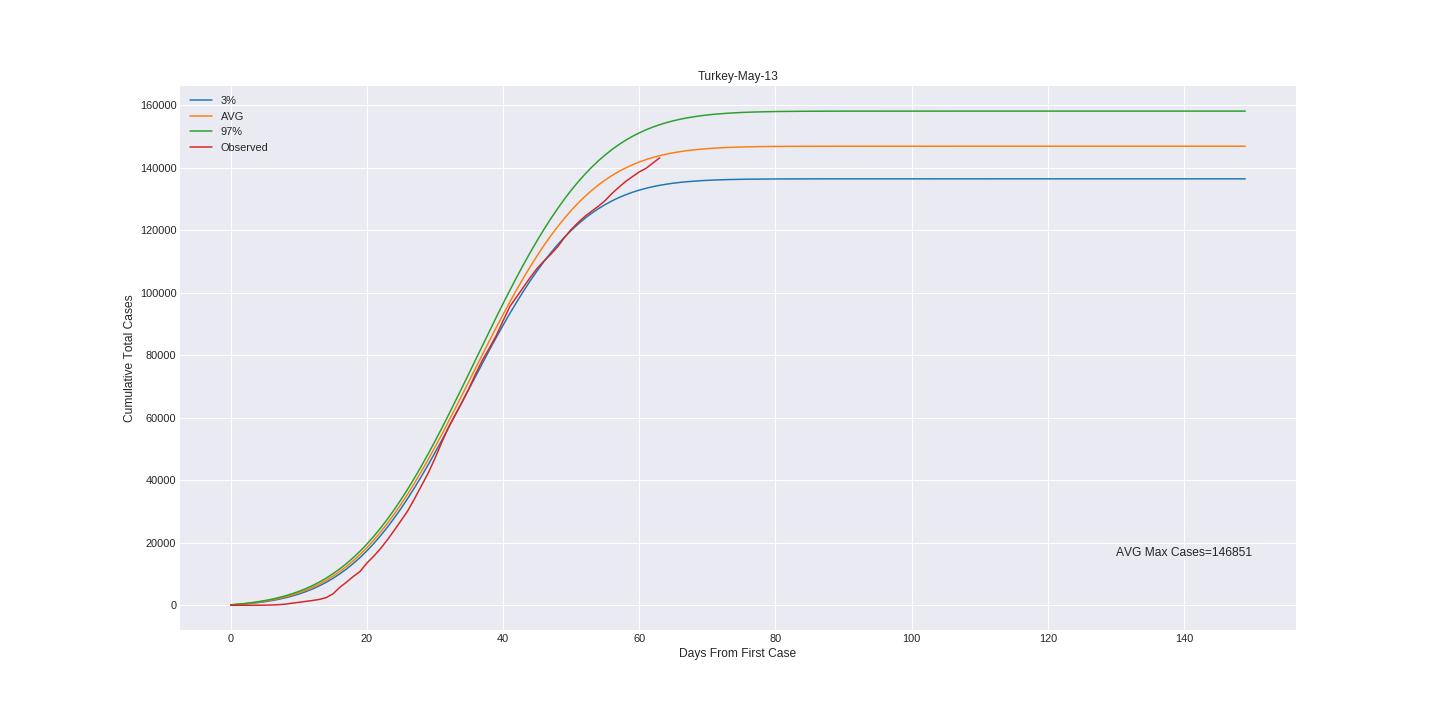 Turkey-May-13
3%
AVG
97%
Observed
160000
140000
120000
100000
80000
60000
40000
20000
0
Cumulative Total Cases
AVG Max Cases=146851
0 20 40 60 80 100 120 140
Days From First Case